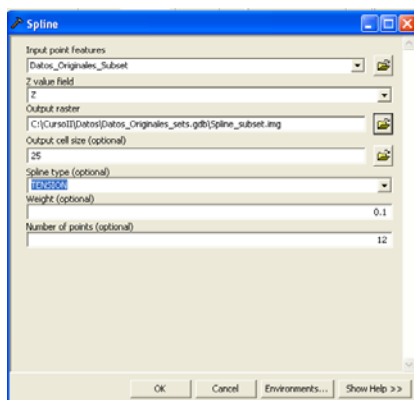 Spline
Input point features
Datos_Originales_Subset
Z value field
Z
Output raster
C:\CursoII\Datos\Datos_Originales_sets.gdb\Spline_subset.img
Output cell size (optional)
25
Spline type (optional)
TENSION
Weight (optional)
0.1
Number of points (optional)
12
OK Cancel Environments... Show Help >>